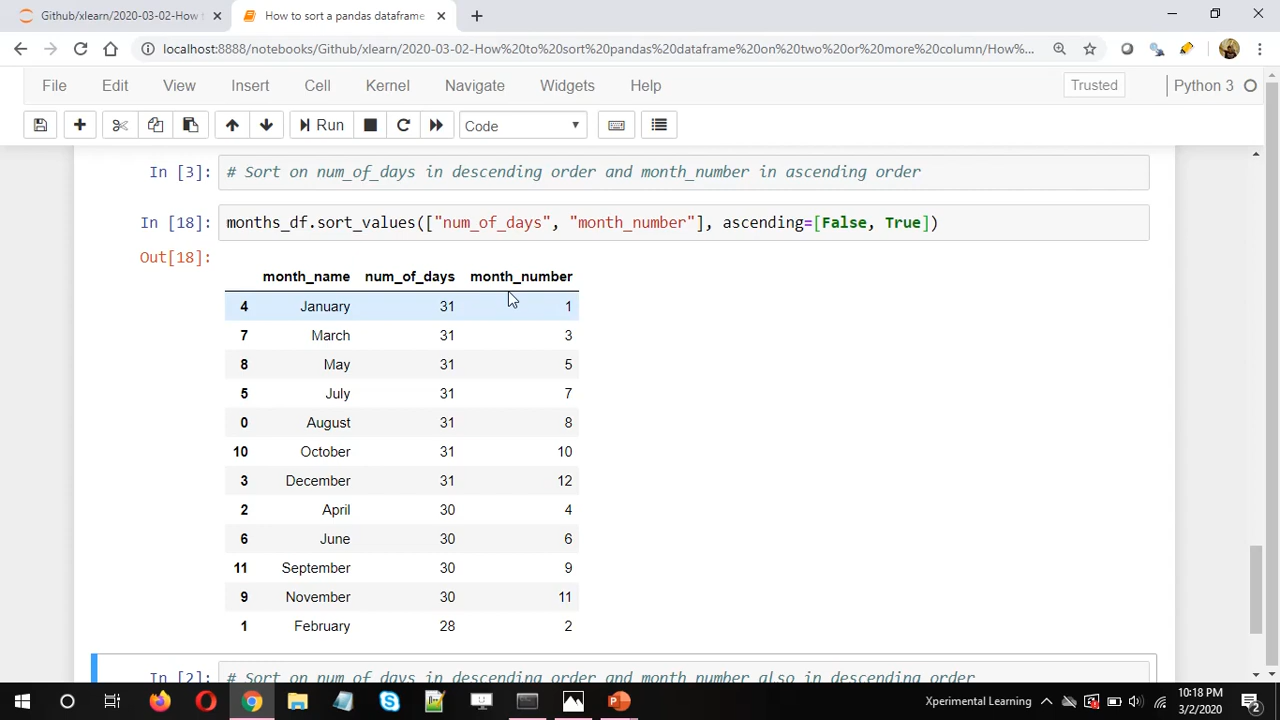 Github/xlearn/2020-03-02-How t
How to sort a pandas dataframe
localhost:8888/notebooks/Github/xlearn/2020-03-02-How%20to%20sort%20pandas%20dataframe%20on%20two%20or%20more%20column/How%...
File Edit View Insert Cell Kernel Navigate Widgets Help Trusted Python 3
Run Code
In [3]: # Sort on num_of_days in descending order and month_number in ascending order
In [18]: months_df.sort_values(["num_of_days", "month_number"], ascending=[False, True])
Out[18]:
month_name num_of_days month_number
4 January 31 1
7 March 31 3
8 May 31 5
5 July 31 7
0 August 31 8
10 October 31 10
3 December 31 12
2 April 30 4
6 June 30 6
11 September 30 9
9 November 30 11
1 February 28 2
In [2]: # Sort on num_of_days in descending order and month_number also in descending order
Xperimental Learning
10:18 PM
3/2/2020
2